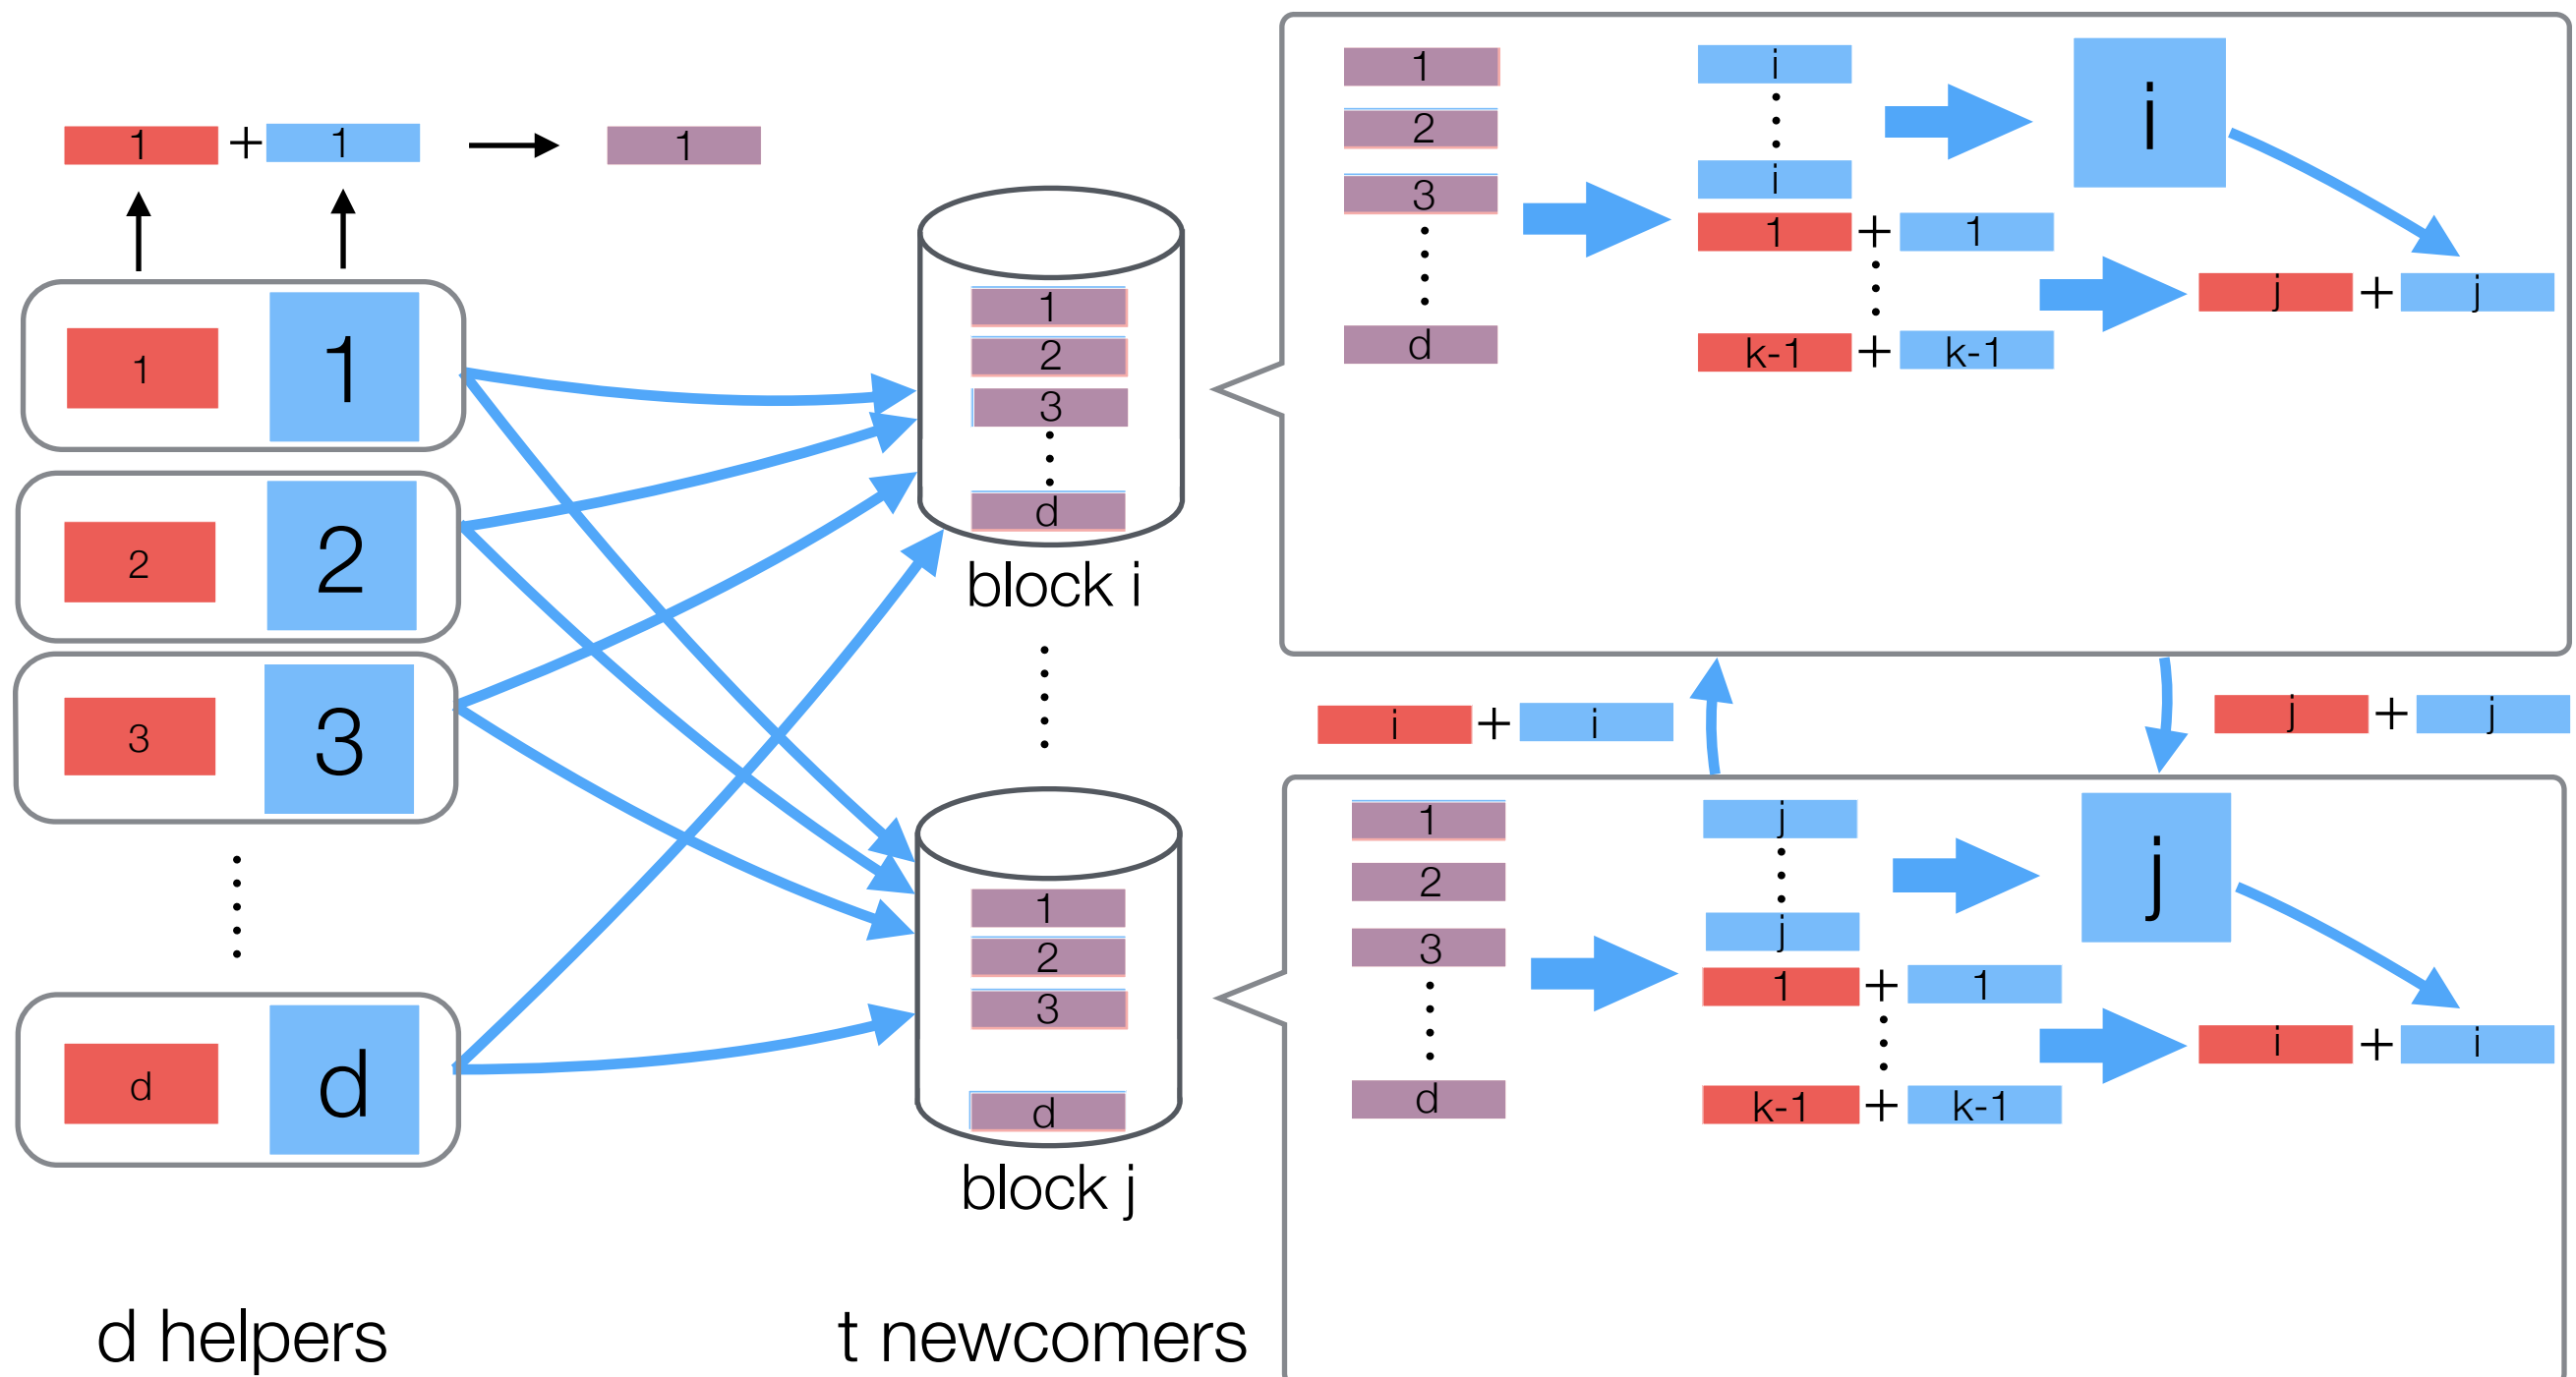 1 + 1 1
1 1
2 2
3 3
d d
d helpers
1
2
3
d
block i
1
2
3
d
block j
t newcomers
1
2
3
d
i
i
1 + 1
k-1 + k-1
i
j + j
i + i
j + j
1
2
3
d
j
j
1 + 1
k-1 + k-1
j
i + i